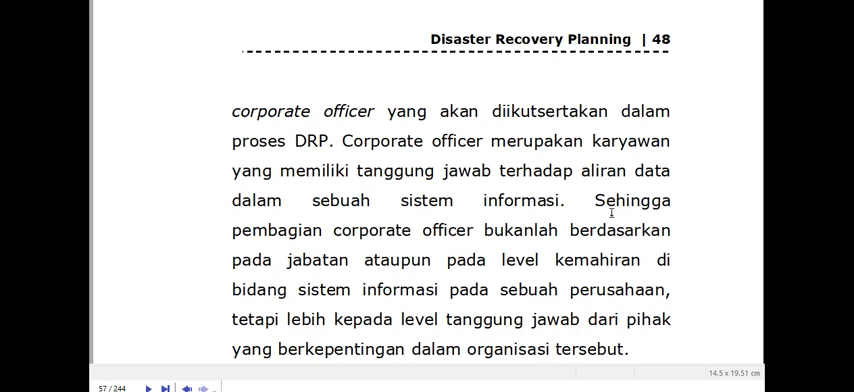 Disaster Recovery Planning | 48
corporate officer yang akan diikutsertakan dalam
proses DRP. Corporate officer merupakan karyawan
yang memiliki tanggung jawab terhadap aliran data
dalam sebuah sistem informasi. Sehingga
pembagian corporate officer bukanlah berdasarkan
pada jabatan ataupun pada level kemahiran di
bidang sistem informasi pada sebuah perusahaan,
tetapi lebih kepada level tanggung jawab dari pihak
yang berkepentingan dalam organisasi tersebut.
14.5 x 19.51 cm
57 / 244